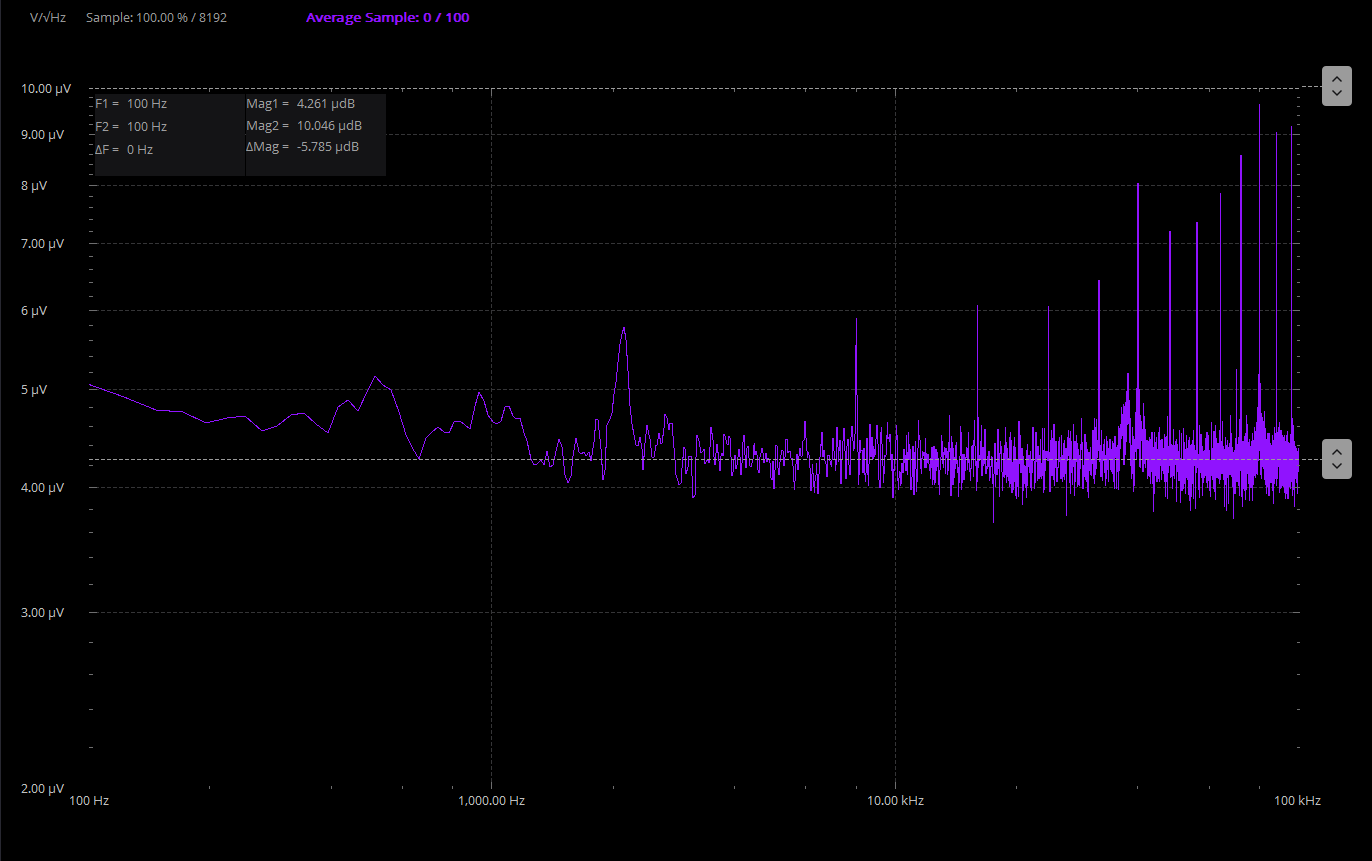 V/√Hz Sample: 100.00 % / 8192 Average Sample: 0 / 100
10.00 µV
F1 = 100 Hz Mag1 = 4.261 µdB
F2 = 100 Hz Mag2 = 10.046 µdB
9.00 µV
ΔF = 0 Hz ΔMag = -5.785 µdB
8 µV
7.00 µV
6 µV
5 µV
4.00 µV
3.00 µV
2.00 µV
100 Hz 1,000.00 Hz 10.00 kHz 100 kHz